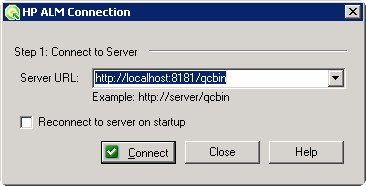 HP ALM Connection
Step 1: Connect to Server
Server URL: http://localhost:8181/qcbin
Example: http://server/qcbin
Reconnect to server on startup
Connect Close Help